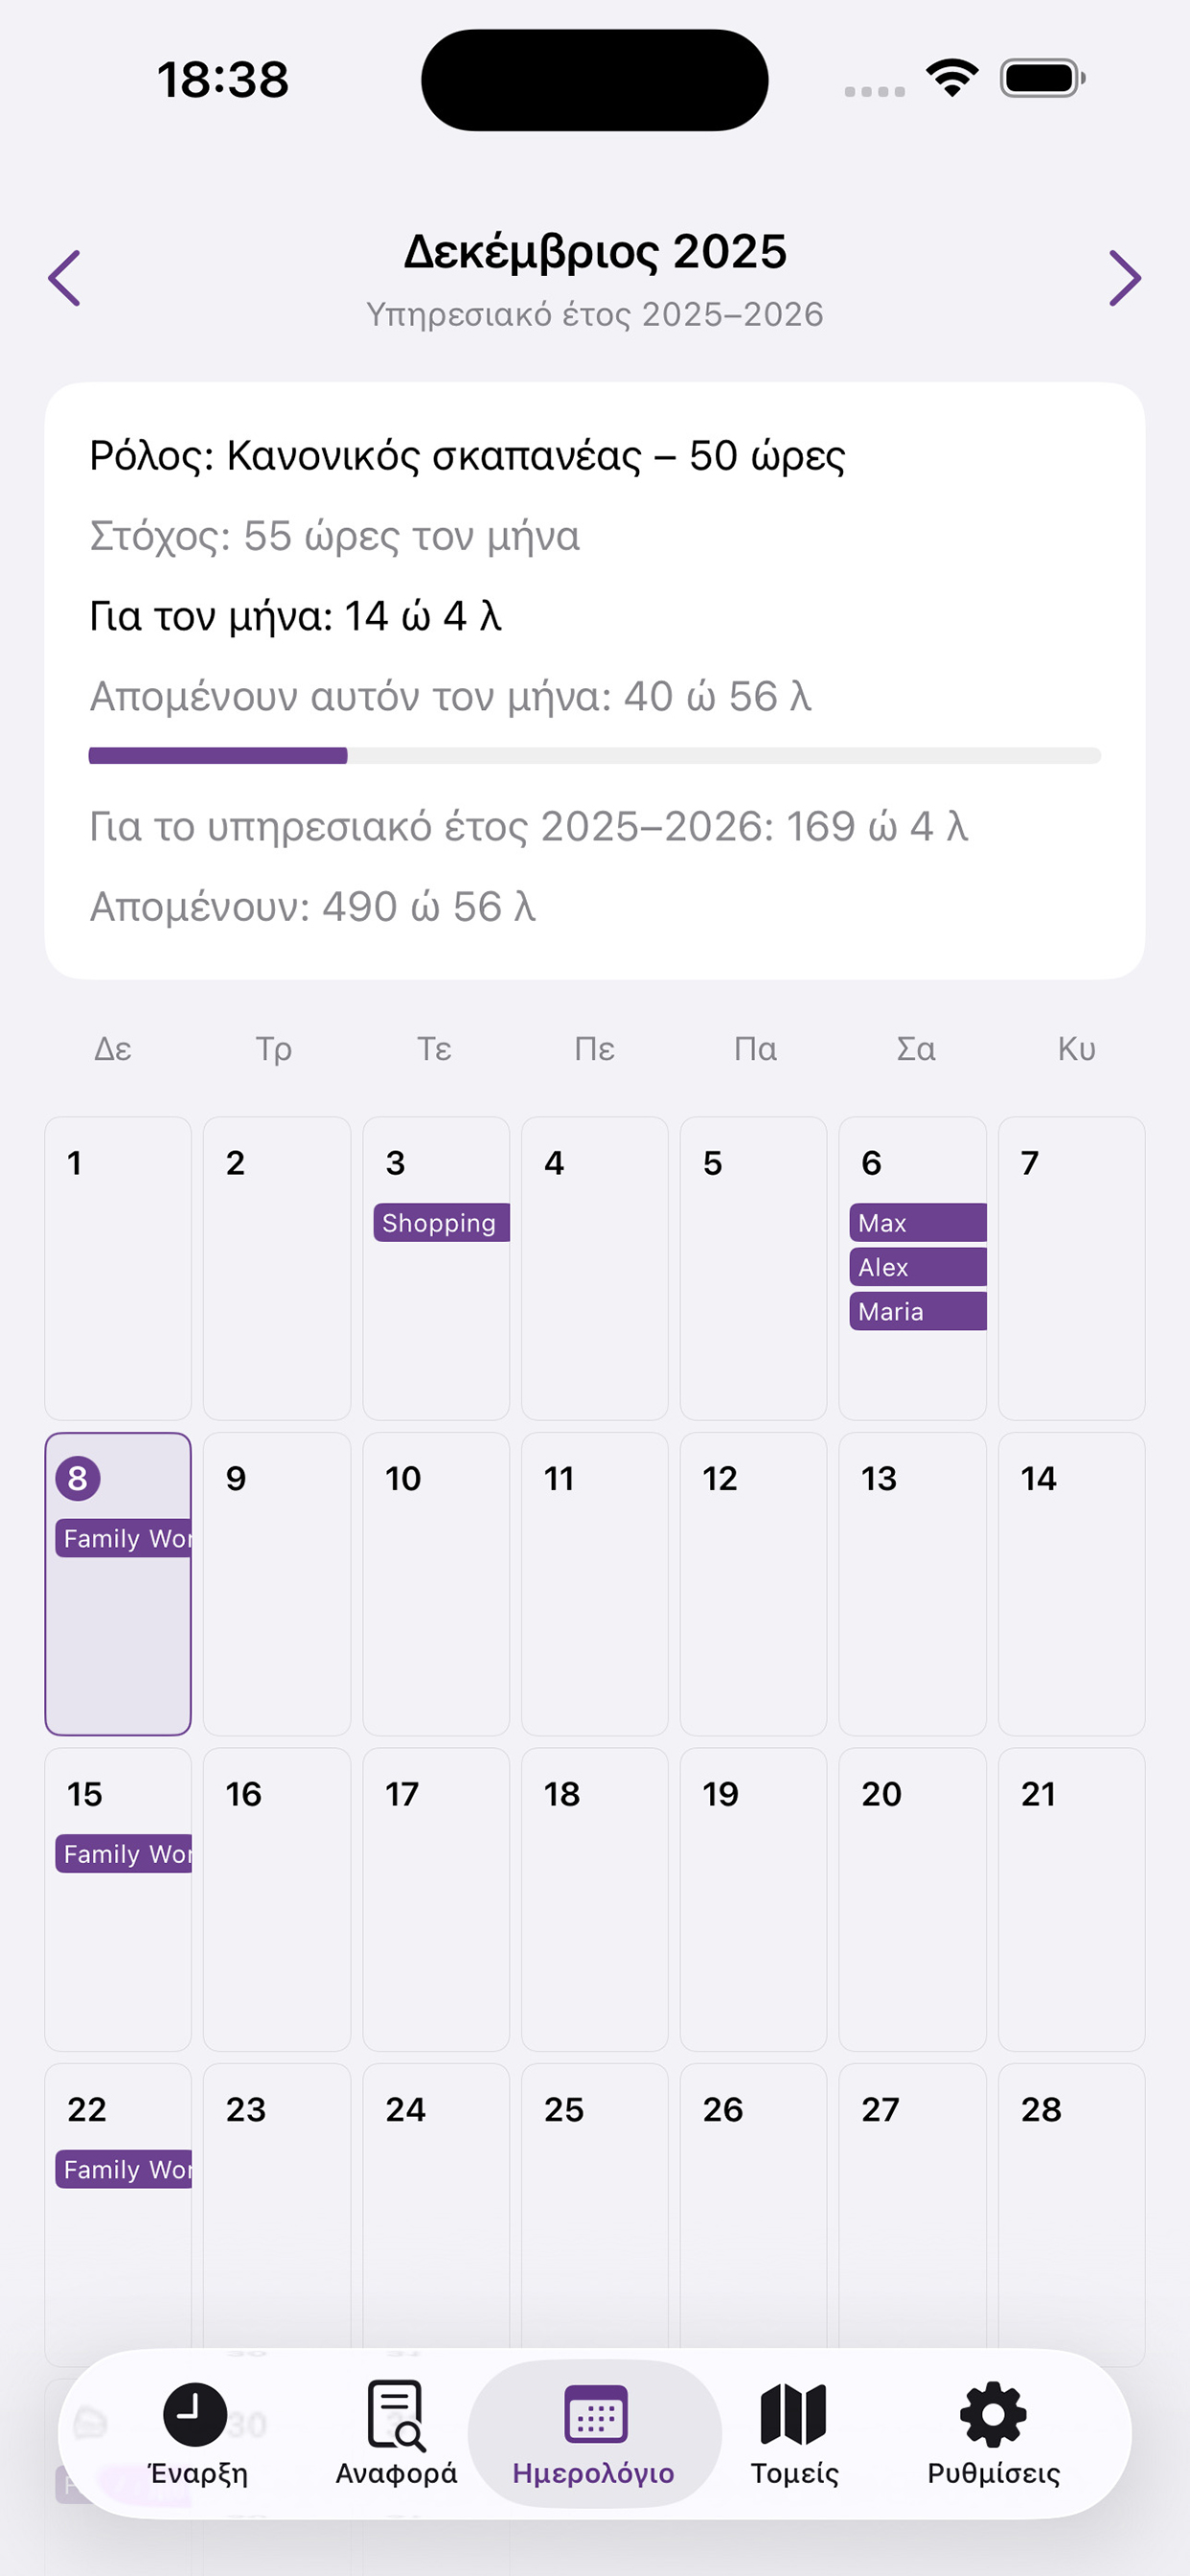 18:38
Δεκέμβριος 2025
Υπηρεσιακό έτος 2025–2026
Ρόλος: Κανονικός σκαπανέας – 50 ώρες
Στόχος: 55 ώρες τον μήνα
Για τον μήνα: 14 ώ 4 λ
Απομένουν αυτόν τον μήνα: 40 ώ 56 λ
Για το υπηρεσιακό έτος 2025–2026: 169 ώ 4 λ
Απομένουν: 490 ώ 56 λ
Δε Τρ Τε Πε Πα Σα Κυ
1 2 3 4 5 6 7
Shopping Max
Alex
Maria
8 9 10 11 12 13 14
Family Wor
15 16 17 18 19 20 21
Family Wor
22 23 24 25 26 27 28
Family Wor
30
Έναρξη Αναφορά Ημερολόγιο Τομείς Ρυθμίσεις